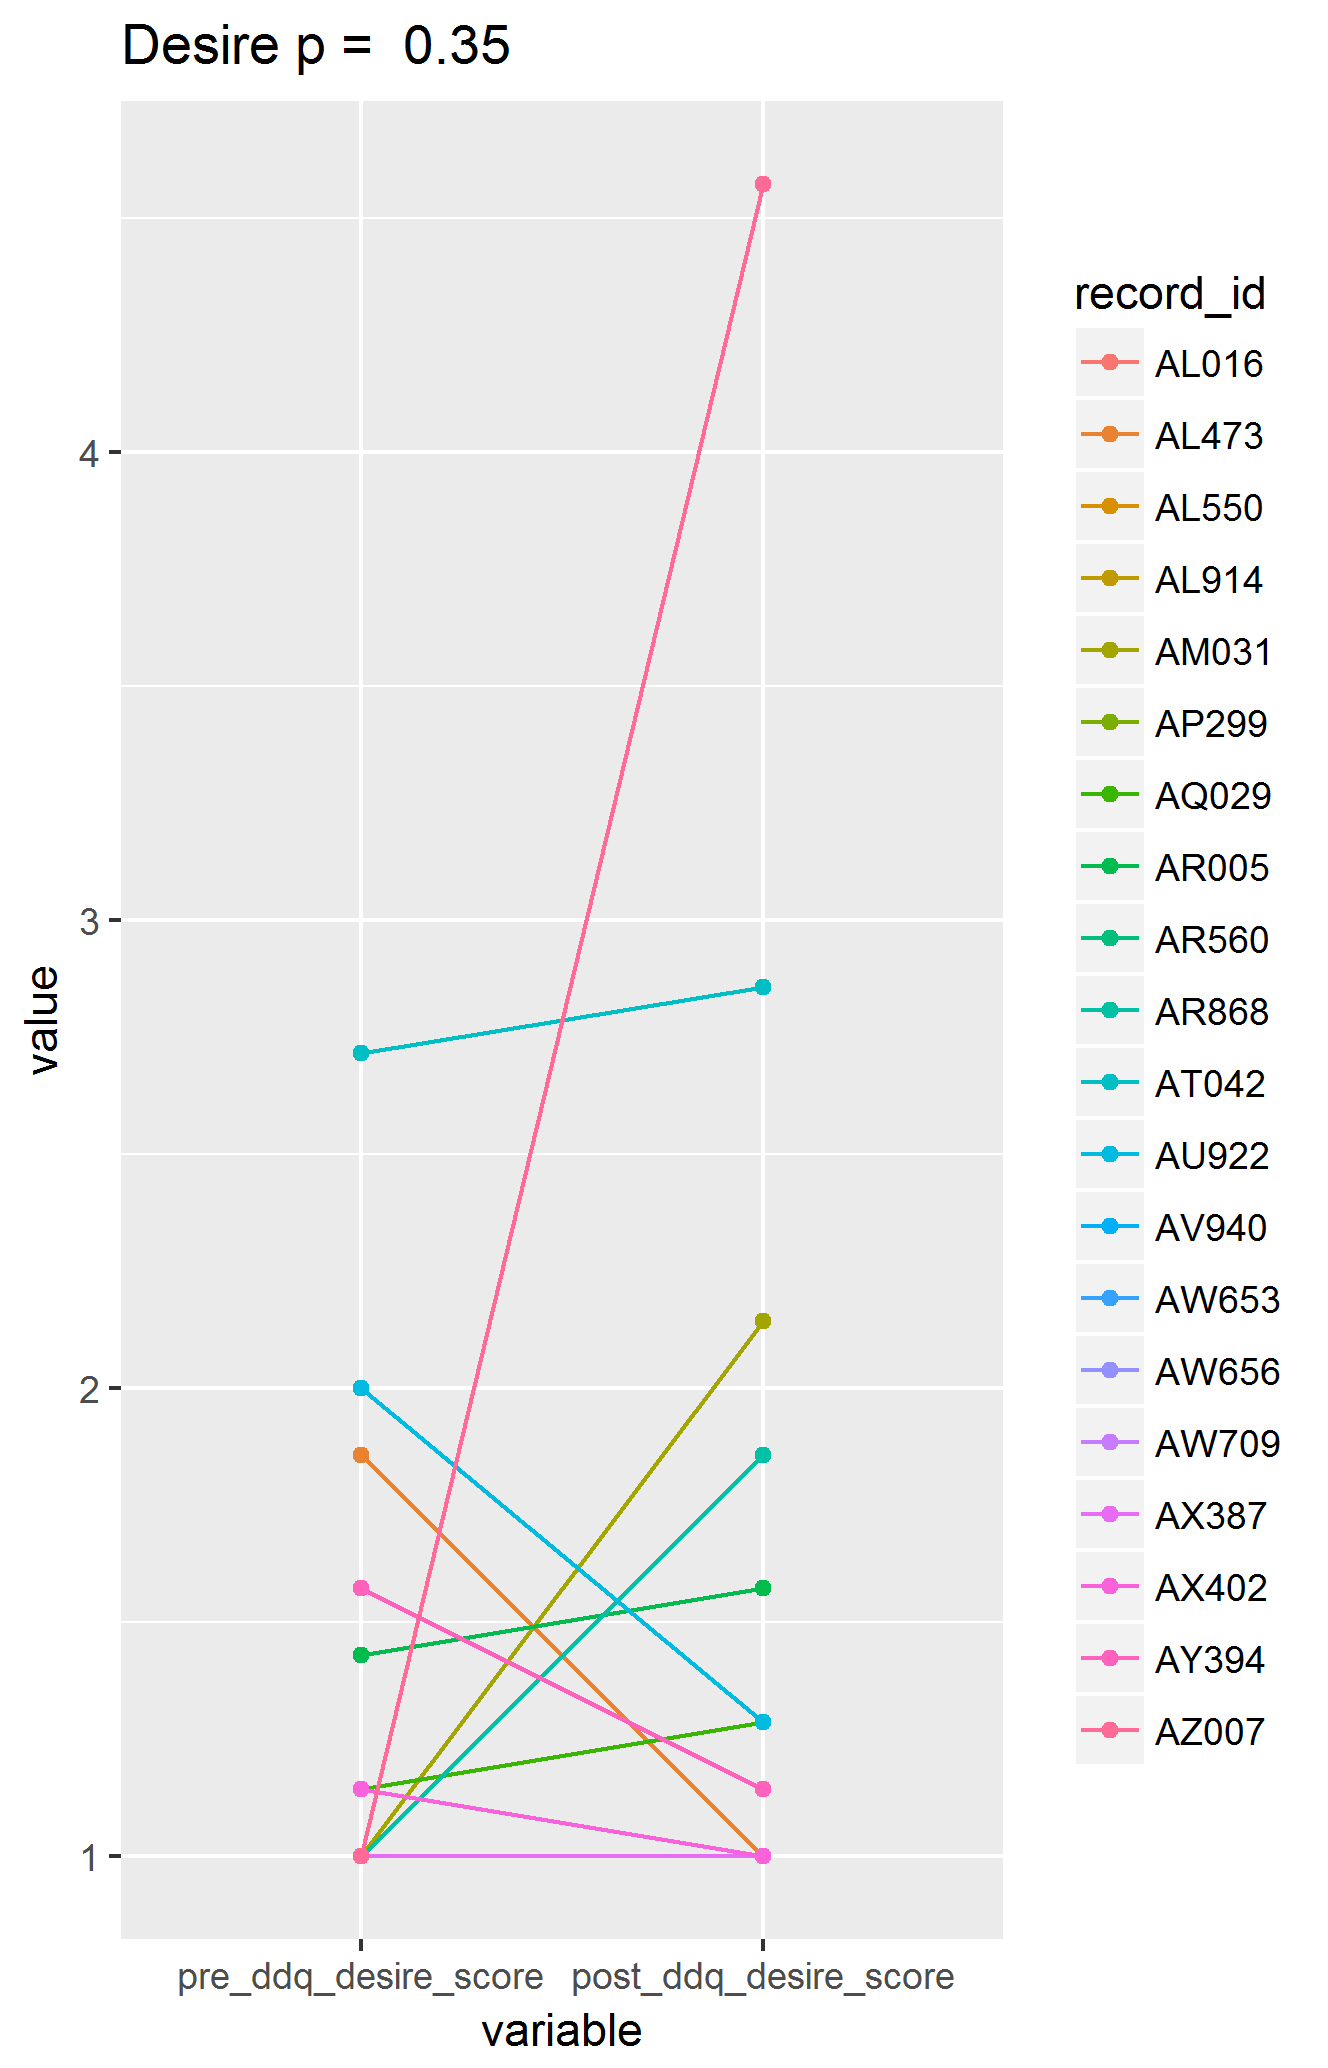 Desire p =  0.35
value
4
3
2
1
pre_ddq_desire_score
post_ddq_desire_score
variable
record_id
AL016
AL473
AL550
AL914
AM031
AP299
AQ029
AR005
AR560
AR868
AT042
AU922
AV940
AW653
AW656
AW709
AX387
AX402
AY394
AZ007